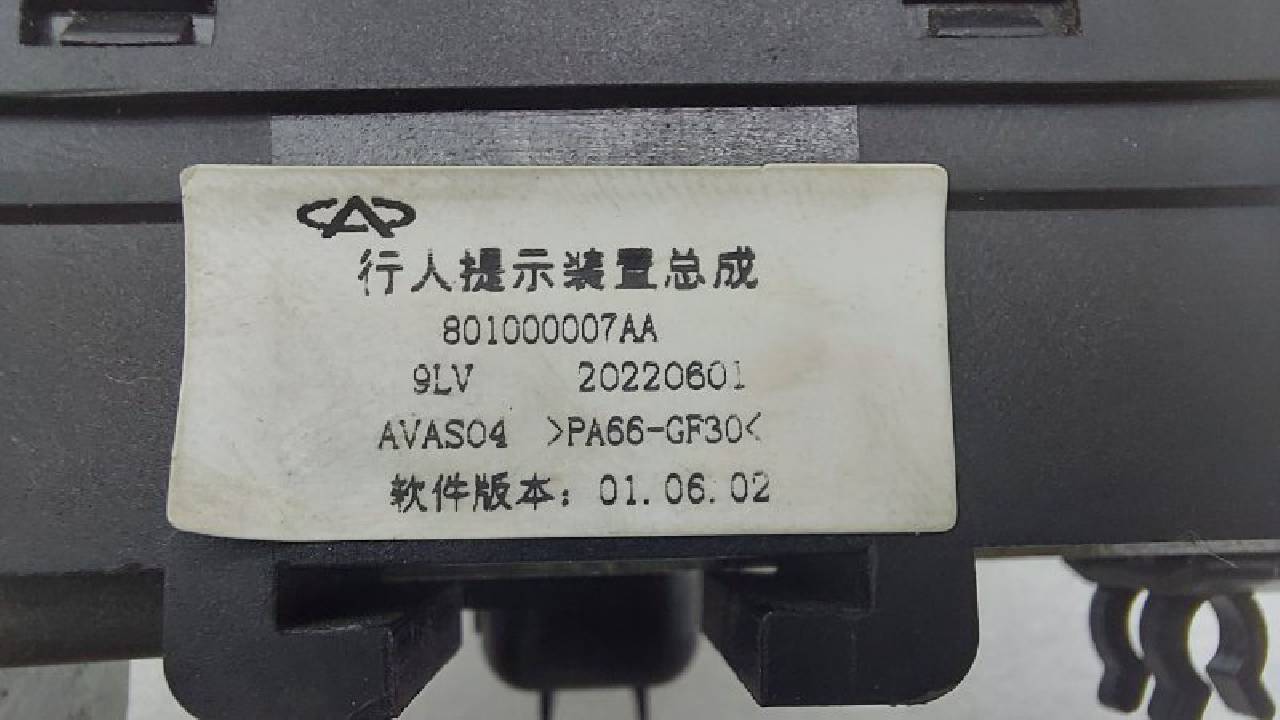 行人提示装置总成
801000007AA
9LV 20220601
AVAS04 >PA66-GF30<
软件版本: 01.06.02